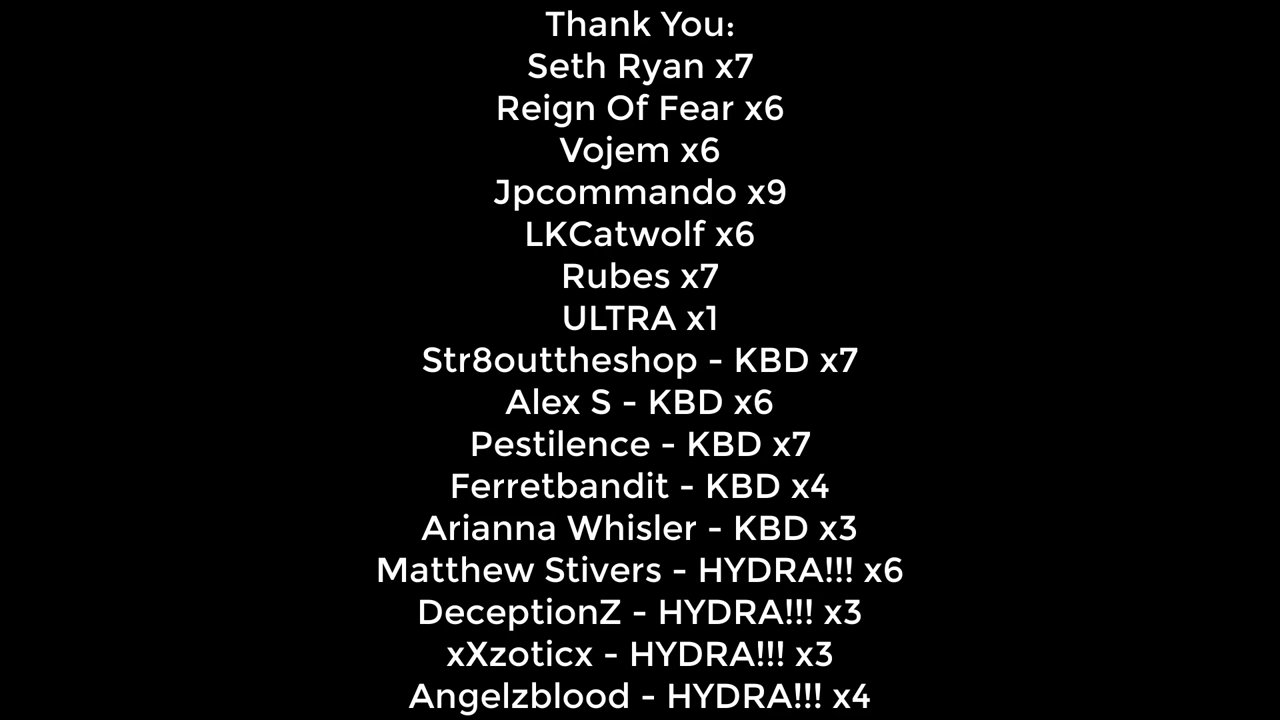 Thank You:
Seth Ryan x7
Reign Of Fear x6
Vojem x6
Jpcommando x9
LKCatwolf x6
Rubes x7
ULTRA x1
Str8outtheshop - KBD x7
Alex S - KBD x6
Pestilence - KBD x7
Ferretbandit - KBD x4
Arianna Whisler - KBD x3
Matthew Stivers - HYDRA!!! x6
DeceptionZ - HYDRA!!! x3
xXzoticx - HYDRA!!! x3
Angelzblood - HYDRA!!! x4